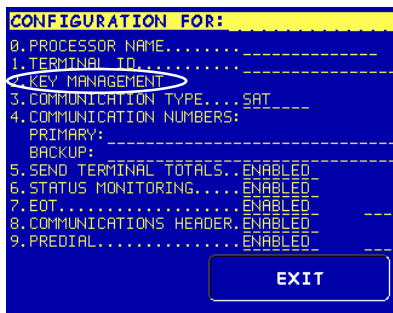 CONFIGURATION FOR:
0.PROCESSOR NAME........
1.TERMINAL ID...........
2.KEY MANAGEMENT
3.COMMUNICATION TYPE....SAT
4.COMMUNICATION NUMBERS:
PRIMARY:
BACKUP:
5.SEND TERMINAL TOTALS..ENABLED
6.STATUS MONITORING.....ENABLED
7.EOT...................ENABLED
8.COMMUNICATIONS HEADER.ENABLED
9.PREDIAL...............ENABLED
EXIT